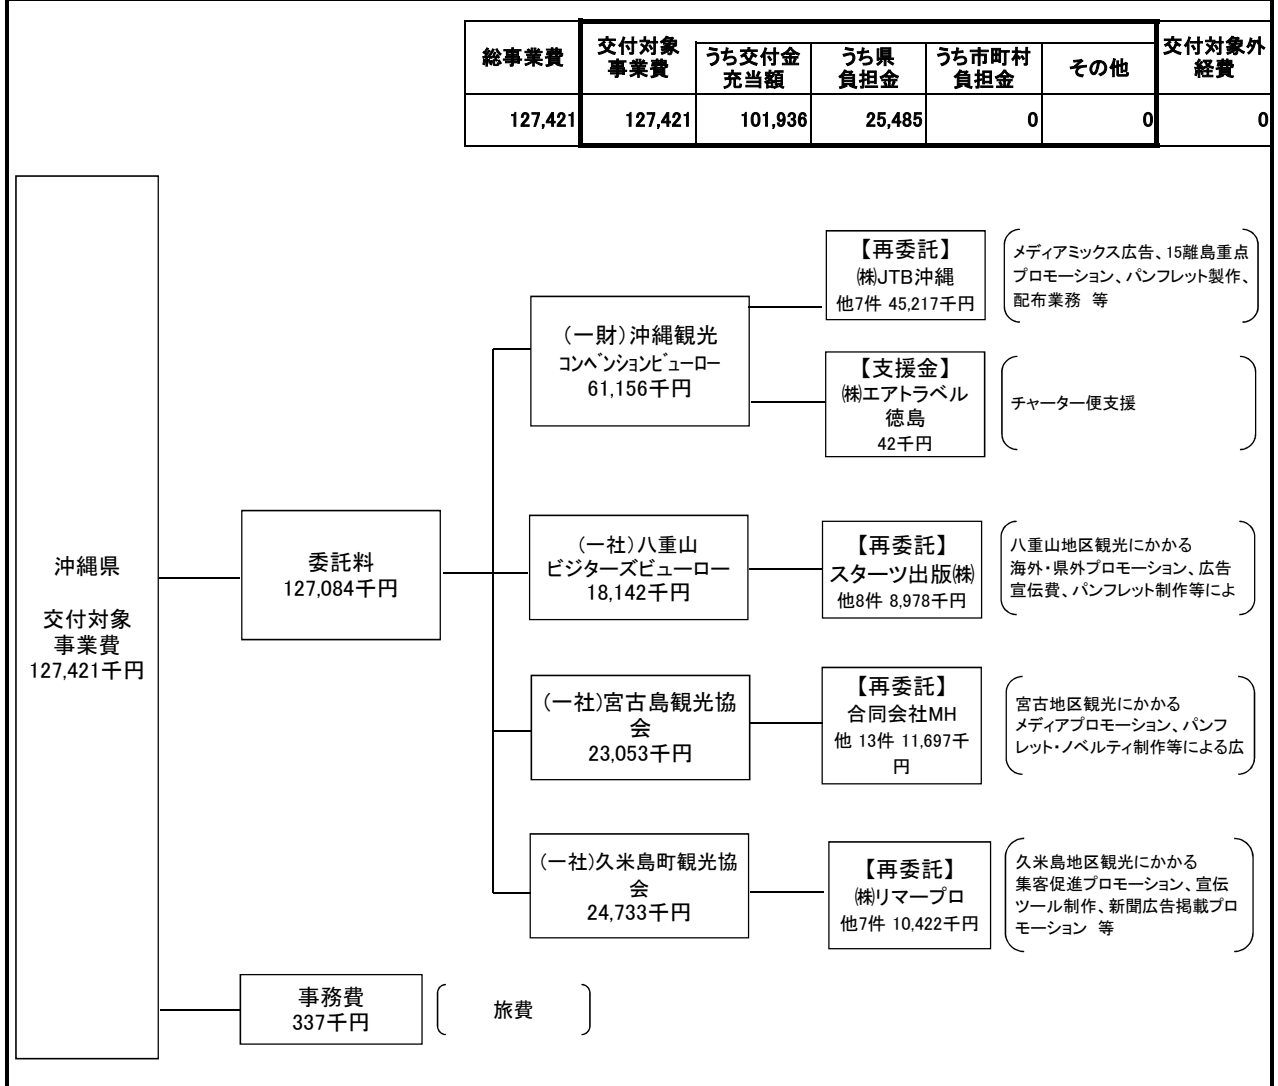 総事業費
交付対象
事業費
うち交付金
充当額
うち県
負担金
うち市町村
負担金
その他
交付対象外
経費
127,421 127,421 101,936 25,485 0 0 0
沖縄県
交付対象
事業費
127,421千円
委託料
127,084千円
(一財)沖縄観光
コンベンションビューロー
61,156千円
【再委託】
㈱JTB沖縄
他7件 45,217千円
メディアミックス広告、15離島重点
プロモーション、パンフレット製作、
配布業務 等
【支援金】
㈱エアトラベル
徳島
42千円
チャーター便支援
(一社)八重山
ビジターズビューロー
18,142千円
【再委託】
スターツ出版㈱
他8件 8,978千円
八重山地区観光にかかる
海外・県外プロモーション、広告
宣伝費、パンフレット制作等によ
(一社)宮古島観光協
会
23,053千円
【再委託】
合同会社MH
他 13件 11,697千
円
宮古地区観光にかかる
メディアプロモーション、パンフ
レット・ノベルティ制作等による広
(一社)久米島町観光協
会
24,733千円
【再委託】
㈱リマープロ
他7件 10,422千円
久米島地区観光にかかる
集客促進プロモーション、宣伝
ツール制作、新聞広告掲載プロ
モーション 等
事務費
337千円
旅費